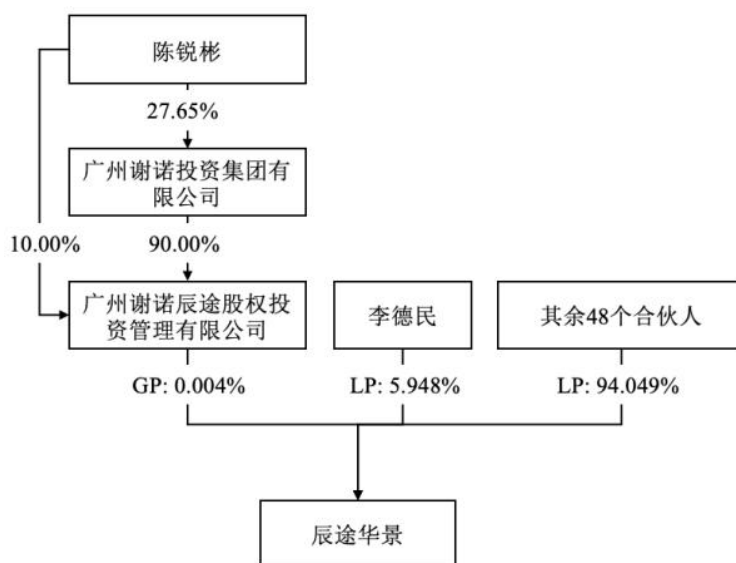 陈锐彬
27.65%
广州谢诺投资集团有
限公司
10.00%
90.00%
广州谢诺辰途股权投
资管理有限公司
李德民
其余48个合伙人
GP: 0.004%
LP: 5.948%
LP: 94.049%
辰途华景